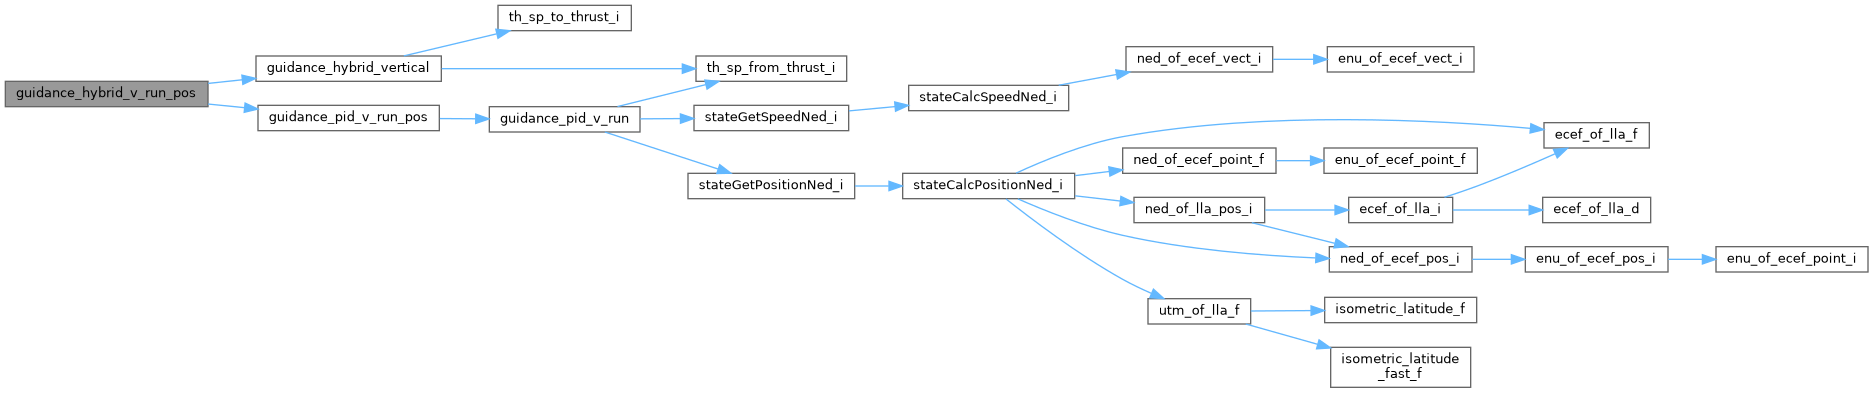 guidance_hybrid_v_run_pos
guidance_hybrid_vertical
th_sp_to_thrust_i
th_sp_from_thrust_i
guidance_pid_v_run_pos
guidance_pid_v_run
stateGetSpeedNed_i
stateCalcSpeedNed_i
ned_of_ecef_vect_i
enu_of_ecef_vect_i
stateGetPositionNed_i
stateCalcPositionNed_i
ecef_of_lla_f
ned_of_ecef_point_f
enu_of_ecef_point_f
ned_of_lla_pos_i
ecef_of_lla_i
ecef_of_lla_d
ned_of_ecef_pos_i
enu_of_ecef_pos_i
enu_of_ecef_point_i
utm_of_lla_f
isometric_latitude_f
isometric_latitude
_fast_f